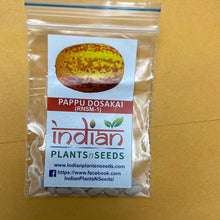 PAPPU DOSAKAI
(RNSM-1)
indian
PLANTSnSEEDS
www.Indianplantsnseeds.com/
https://www.facebook.com/
IndianPlantsNSeeds/